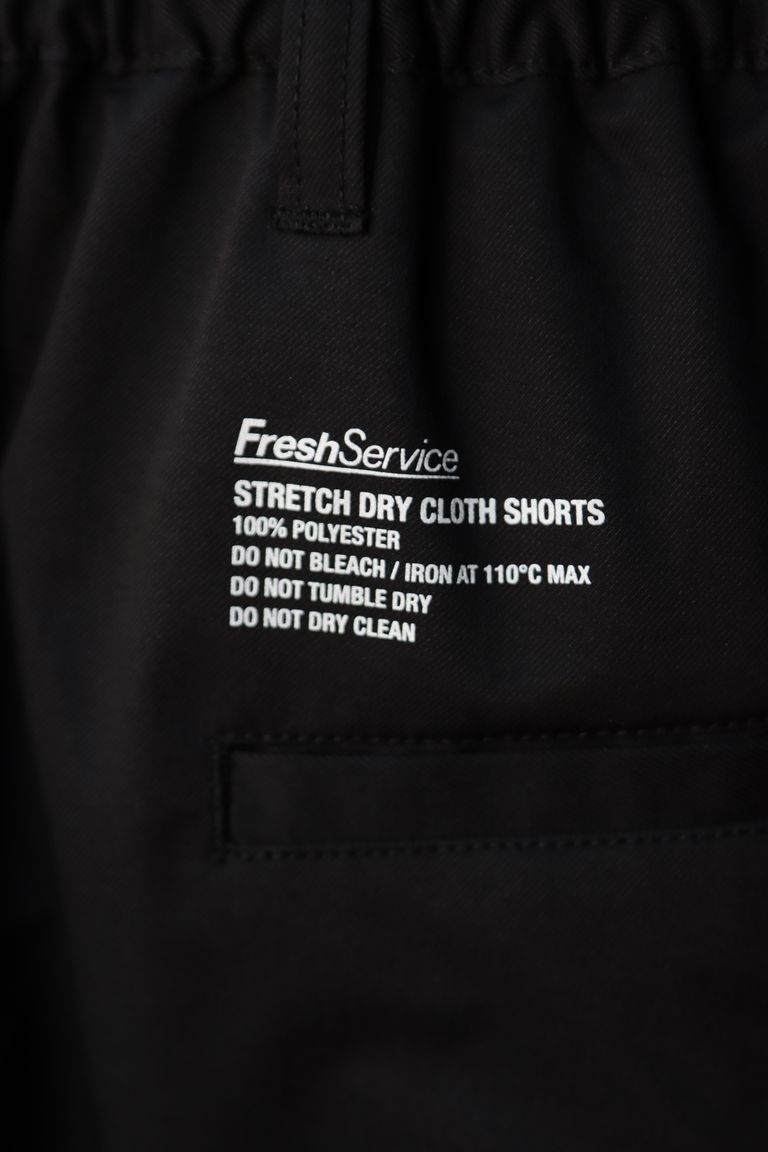 FreshService
STRETCH DRY CLOTH SHORTS
100% POLYESTER
DO NOT BLEACH / IRON AT 110°C MAX
DO NOT TUMBLE DRY
DO NOT DRY CLEAN